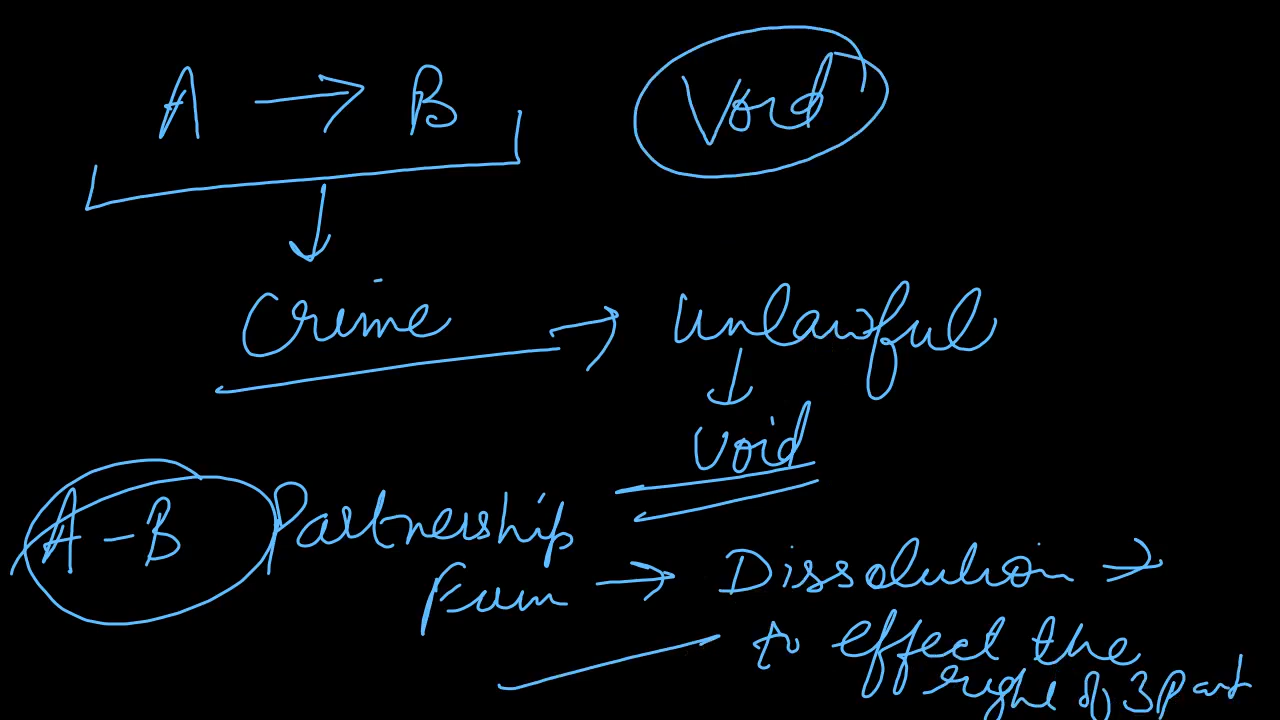 A → B Void
Crime → Unlawful
↓
Void
A - B Partnership
Firm → Dissolution →
to effect the
right of 3 part